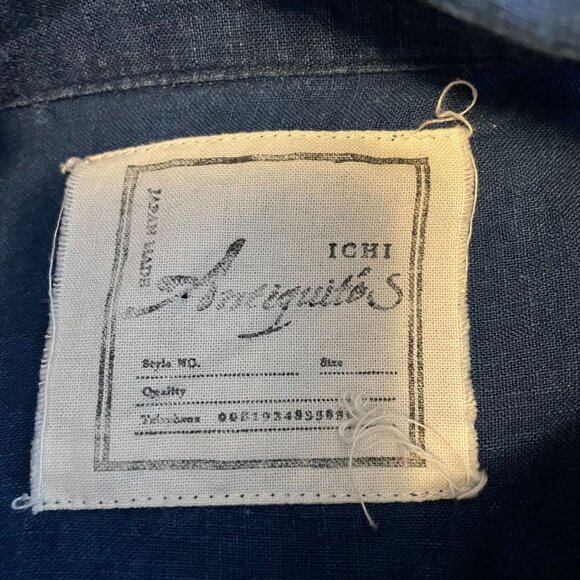 JAPAN MADE
ICHI
AntiquitéS
Style NO.
Size
Quality
Telephone